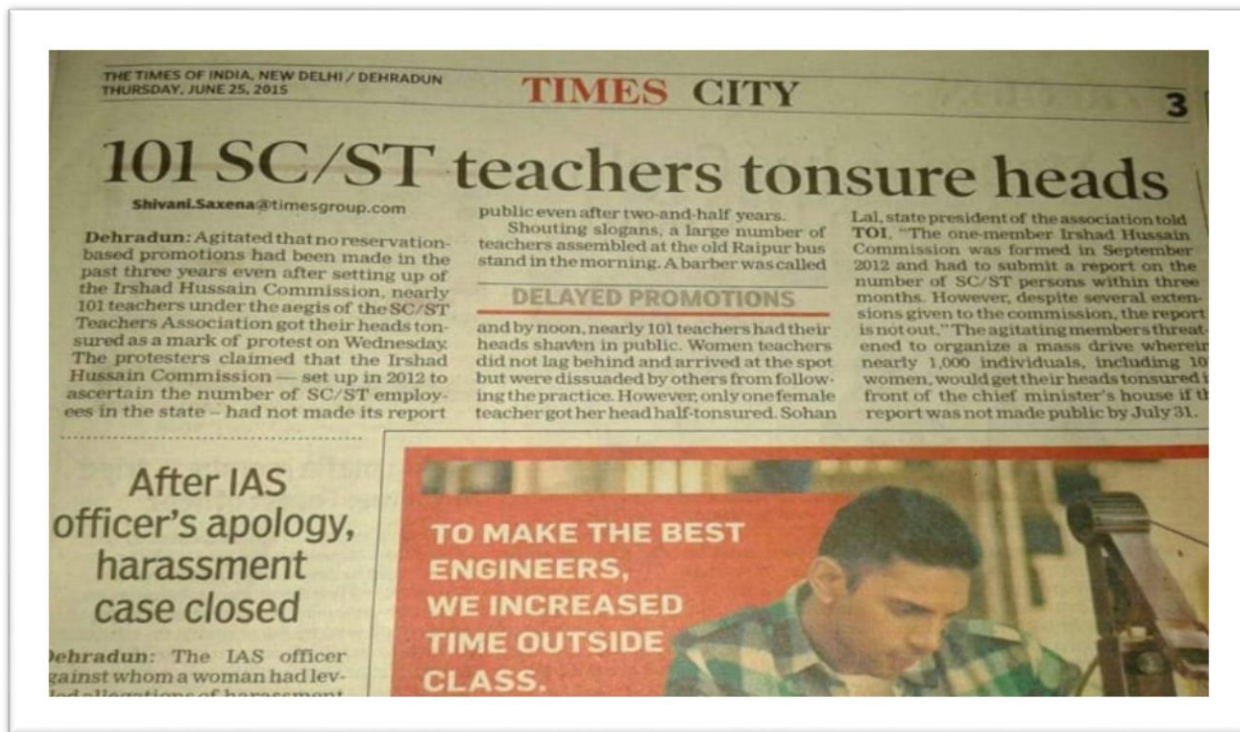 THE TIMES OF INDIA, NEW DELHI / DEHRADUN
THURSDAY, JUNE 25, 2015
TIMES CITY
3
101 SC/ST teachers tonsure heads
Shivani.Saxena@timesgroup.com
Dehradun: Agitated that no reservation-
based promotions had been made in the
past three years even after setting up of
the Irshad Hussain Commission, nearly
101 teachers under the aegis of the SC/ST
Teachers Association got their heads ton-
sured as a mark of protest on Wednesday.
The protesters claimed that the Irshad
Hussain Commission — set up in 2012 to
ascertain the number of SC/ST employ-
ees in the state – had not made its report
public even after two-and-half years.
Shouting slogans, a large number of
teachers assembled at the old Raipur bus
stand in the morning. A barber was called
DELAYED PROMOTIONS
and by noon, nearly 101 teachers had their
heads shaven in public. Women teachers
did not lag behind and arrived at the spot
but were dissuaded by others from follow-
ing the practice. However, only one female
teacher got her head half-tonsured. Sohan
Lal, state president of the association told
TOI, "The one-member Irshad Hussain
Commission was formed in September
2012 and had to submit a report on the
number of SC/ST persons within three
months. However, despite several exten-
sions given to the commission, the report
is not out." The agitating members threat-
ened to organize a mass drive wherein
nearly 1,000 individuals, including
women, would get their heads tonsured
front of the chief minister's house if
report was not made public by July 31.
After IAS
officer's apology,
harassment
case closed
Dehradun: The IAS officer
against whom a woman had lev-
allegations of harassment
TO MAKE THE BEST
ENGINEERS,
WE INCREASED
TIME OUTSIDE
CLASS.